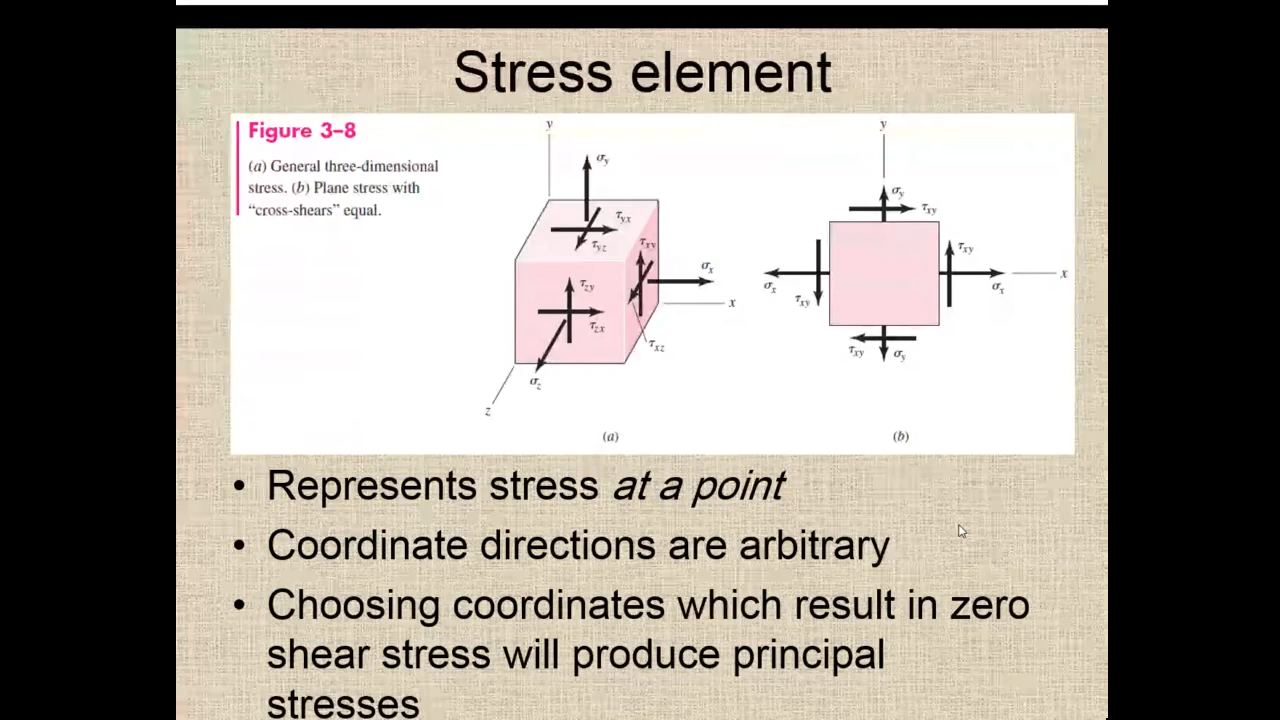 Stress element
Figure 3–8
(a) General three-dimensional
stress. (b) Plane stress with
“cross-shears” equal.
y
σy
τyx
τyz
τxy
σx
τzy
τzx
x
τxz
σz
z
(a)
y
σy
τxy
τxy
x
σx
σx
τxy
τxy
σy
(b)
• Represents stress at a point
• Coordinate directions are arbitrary
• Choosing coordinates which result in zero
shear stress will produce principal
stresses